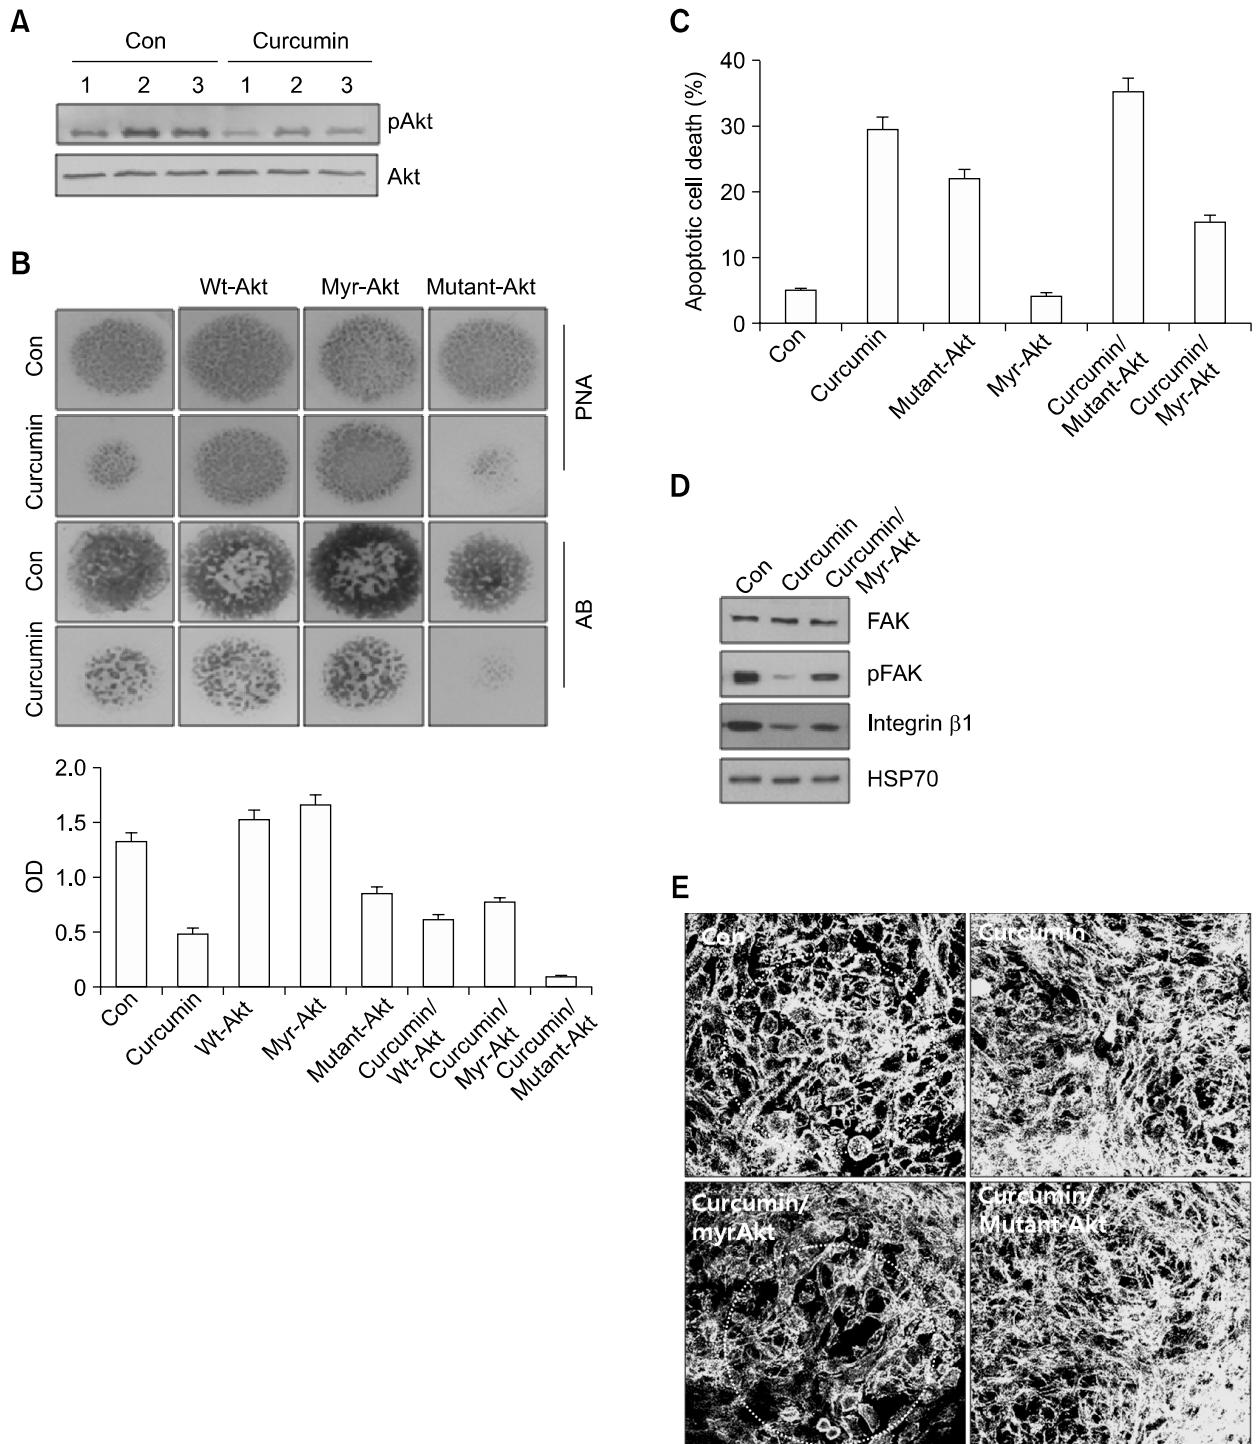 A
Con Curcumin
1 2 3 1 2 3
pAkt
Akt
B
Wt-Akt Myr-Akt Mutant-Akt
Con
Curcumin
PNA
Con
Curcumin
AB
2.0
1.5
1.0
0.5
0
OD
Con
Curcumin
Wt-Akt
Myr-Akt
Mutant-Akt
Curcumin/
Wt-Akt
Curcumin/
Myr-Akt
Curcumin/
Mutant-Akt
C
40
30
20
10
0
Apoptotic cell death (%)
Con
Curcumin
Mutant-Akt
Myr-Akt
Curcumin/
Mutant-Akt
Curcumin/
Myr-Akt
D
Con
Curcumin
Curcumin/
Myr-Akt
FAK
pFAK
Integrin β1
HSP70
E
Con
Curcumin
Curcumin/
myrAkt
Curcumin/
Mutant-Akt